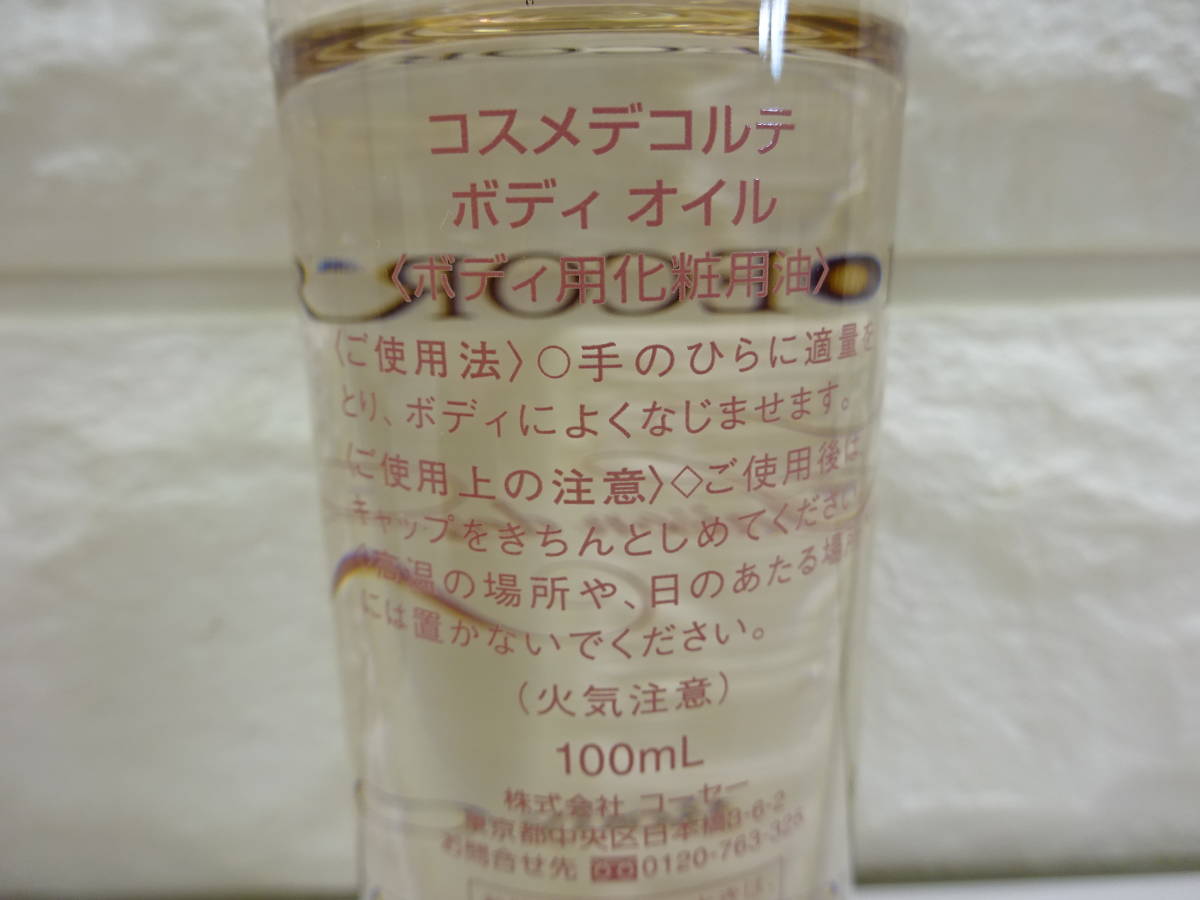 コスメデコルテ
ボディ オイル
〈ボディ用化粧用油〉
〈ご使用法〉○手のひらに適量を
とり、ボディによくなじませます。
〈ご使用上の注意〉◇ご使用後は
キャップをきちんとしめてください
◇高温の場所や、日のあたる場所
には置かないでください。
（火気注意）
100mL
株式会社 コーセー
東京都中央区日本橋3-6-2
お問合せ先 0120-763-325